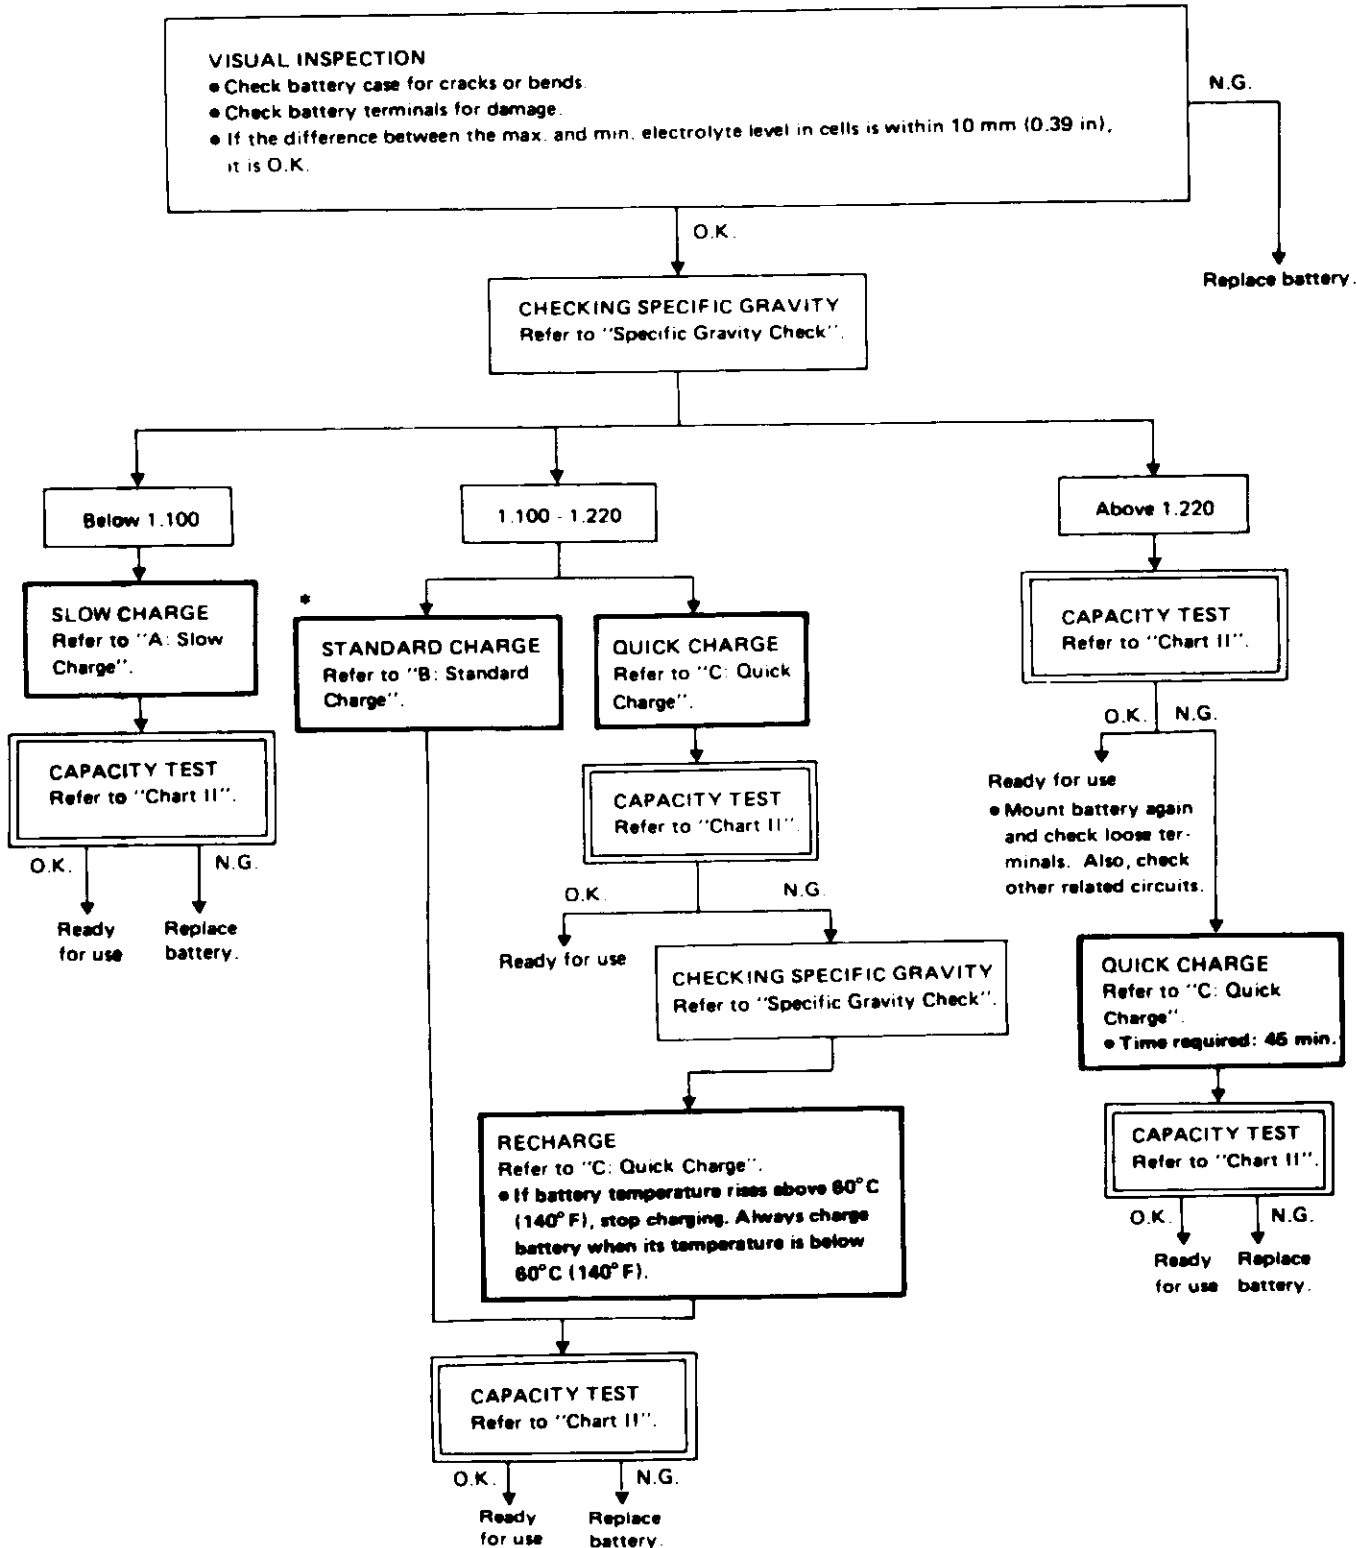 VISUAL INSPECTION
• Check battery case for cracks or bends.
• Check battery terminals for damage.
• If the difference between the max. and min. electrolyte level in cells is within 10 mm (0.39 in),
it is O.K.
N.G.
O.K.
Replace battery.
CHECKING SPECIFIC GRAVITY
Refer to "Specific Gravity Check".
Below 1.100
1.100 - 1.220
Above 1.220
SLOW CHARGE
Refer to "A: Slow
Charge".
*
STANDARD CHARGE
Refer to "B: Standard
Charge".
QUICK CHARGE
Refer to "C: Quick
Charge".
CAPACITY TEST
Refer to "Chart II".
O.K.
N.G.
Ready for use
• Mount battery again
and check loose ter-
minals. Also, check
other related circuits.
CAPACITY TEST
Refer to "Chart II".
O.K.
N.G.
Ready
for use
Replace
battery.
CAPACITY TEST
Refer to "Chart II".
O.K.
N.G.
Ready for use
CHECKING SPECIFIC GRAVITY
Refer to "Specific Gravity Check".
QUICK CHARGE
Refer to "C: Quick
Charge".
• Time required: 45 min.
RECHARGE
Refer to "C: Quick Charge".
• If battery temperature rises above 60°C
(140°F), stop charging. Always charge
battery when its temperature is below
60°C (140°F).
CAPACITY TEST
Refer to "Chart II".
O.K.
N.G.
Ready
for use
Replace
battery.
CAPACITY TEST
Refer to "Chart II".
O.K.
N.G.
Ready
for use
Replace
battery.